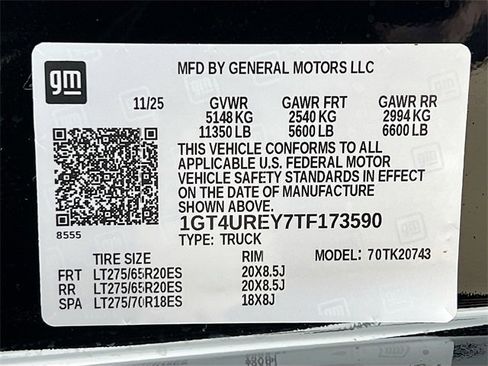 gm
MFD BY GENERAL MOTORS LLC
11/25 GVWR GAWR FRT GAWR RR
5148 KG 2540 KG 2994 KG
11350 LB 5600 LB 6600 LB
THIS VEHICLE CONFORMS TO ALL
APPLICABLE U.S. FEDERAL MOTOR
VEHICLE SAFETY STANDARDS IN EFFECT
ON THE DATE OF MANUFACTURE
SHOWN ABOVE.
8555
1GT4UREY7TF173590
TYPE: TRUCK MODEL: 70TK20743
TIRE SIZE RIM
FRT LT275/65R20ES 20X8.5J
RR LT275/65R20ES 20X8.5J
SPA LT275/70R18ES 18X8J